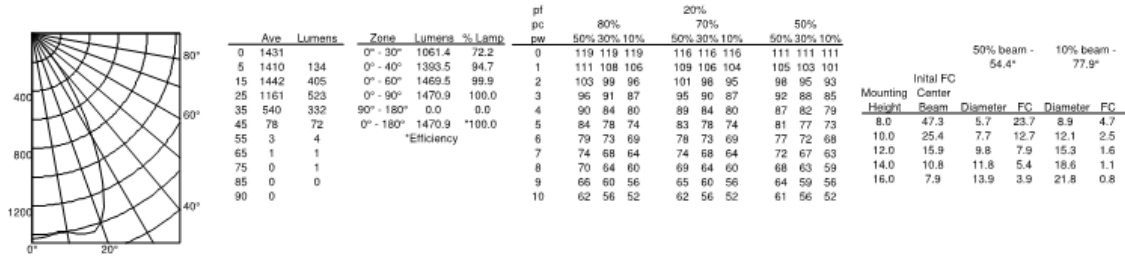 400
800
1200
0°
20°
40°
60°
80°
Ave Lumens
0 1431
5 1410 134
15 1442 405
25 1161 523
35 540 332
45 78 72
55 3 4
65 1 1
75 0 1
85 0 0
90 0
Zone Lumens % Lamp
0° - 30° 1061.4 72.2
0° - 40° 1393.5 94.7
0° - 60° 1469.5 99.9
0° - 90° 1470.9 100.0
90° - 180° 0.0 0.0
0° - 180° 1470.9 *100.0
*Efficiency
pf 20%
pc 80% 70% 50%
pw 50% 30% 10% 50% 30% 10% 50% 30% 10%
0 119 119 119 116 116 116 111 111 111
1 111 108 106 109 106 104 105 103 101
2 103 99 96 101 98 95 98 95 93
3 96 91 87 95 90 87 92 88 85
4 90 84 80 89 84 80 87 82 79
5 84 78 74 83 78 74 81 77 73
6 79 73 69 78 73 69 77 72 68
7 74 68 64 74 68 64 72 67 63
8 70 64 60 69 64 60 68 63 59
9 66 60 56 65 60 56 64 59 56
10 62 56 52 62 56 52 61 56 52
50% beam - 10% beam -
54.4° 77.9°
Inital FC
Mounting Center
Height Beam Diameter FC Diameter FC
8.0 47.3 5.7 23.7 8.9 4.7
10.0 25.4 7.7 12.7 12.1 2.5
12.0 15.9 9.8 7.9 15.3 1.6
14.0 10.8 11.8 5.4 18.6 1.1
16.0 7.9 13.9 3.9 21.8 0.8